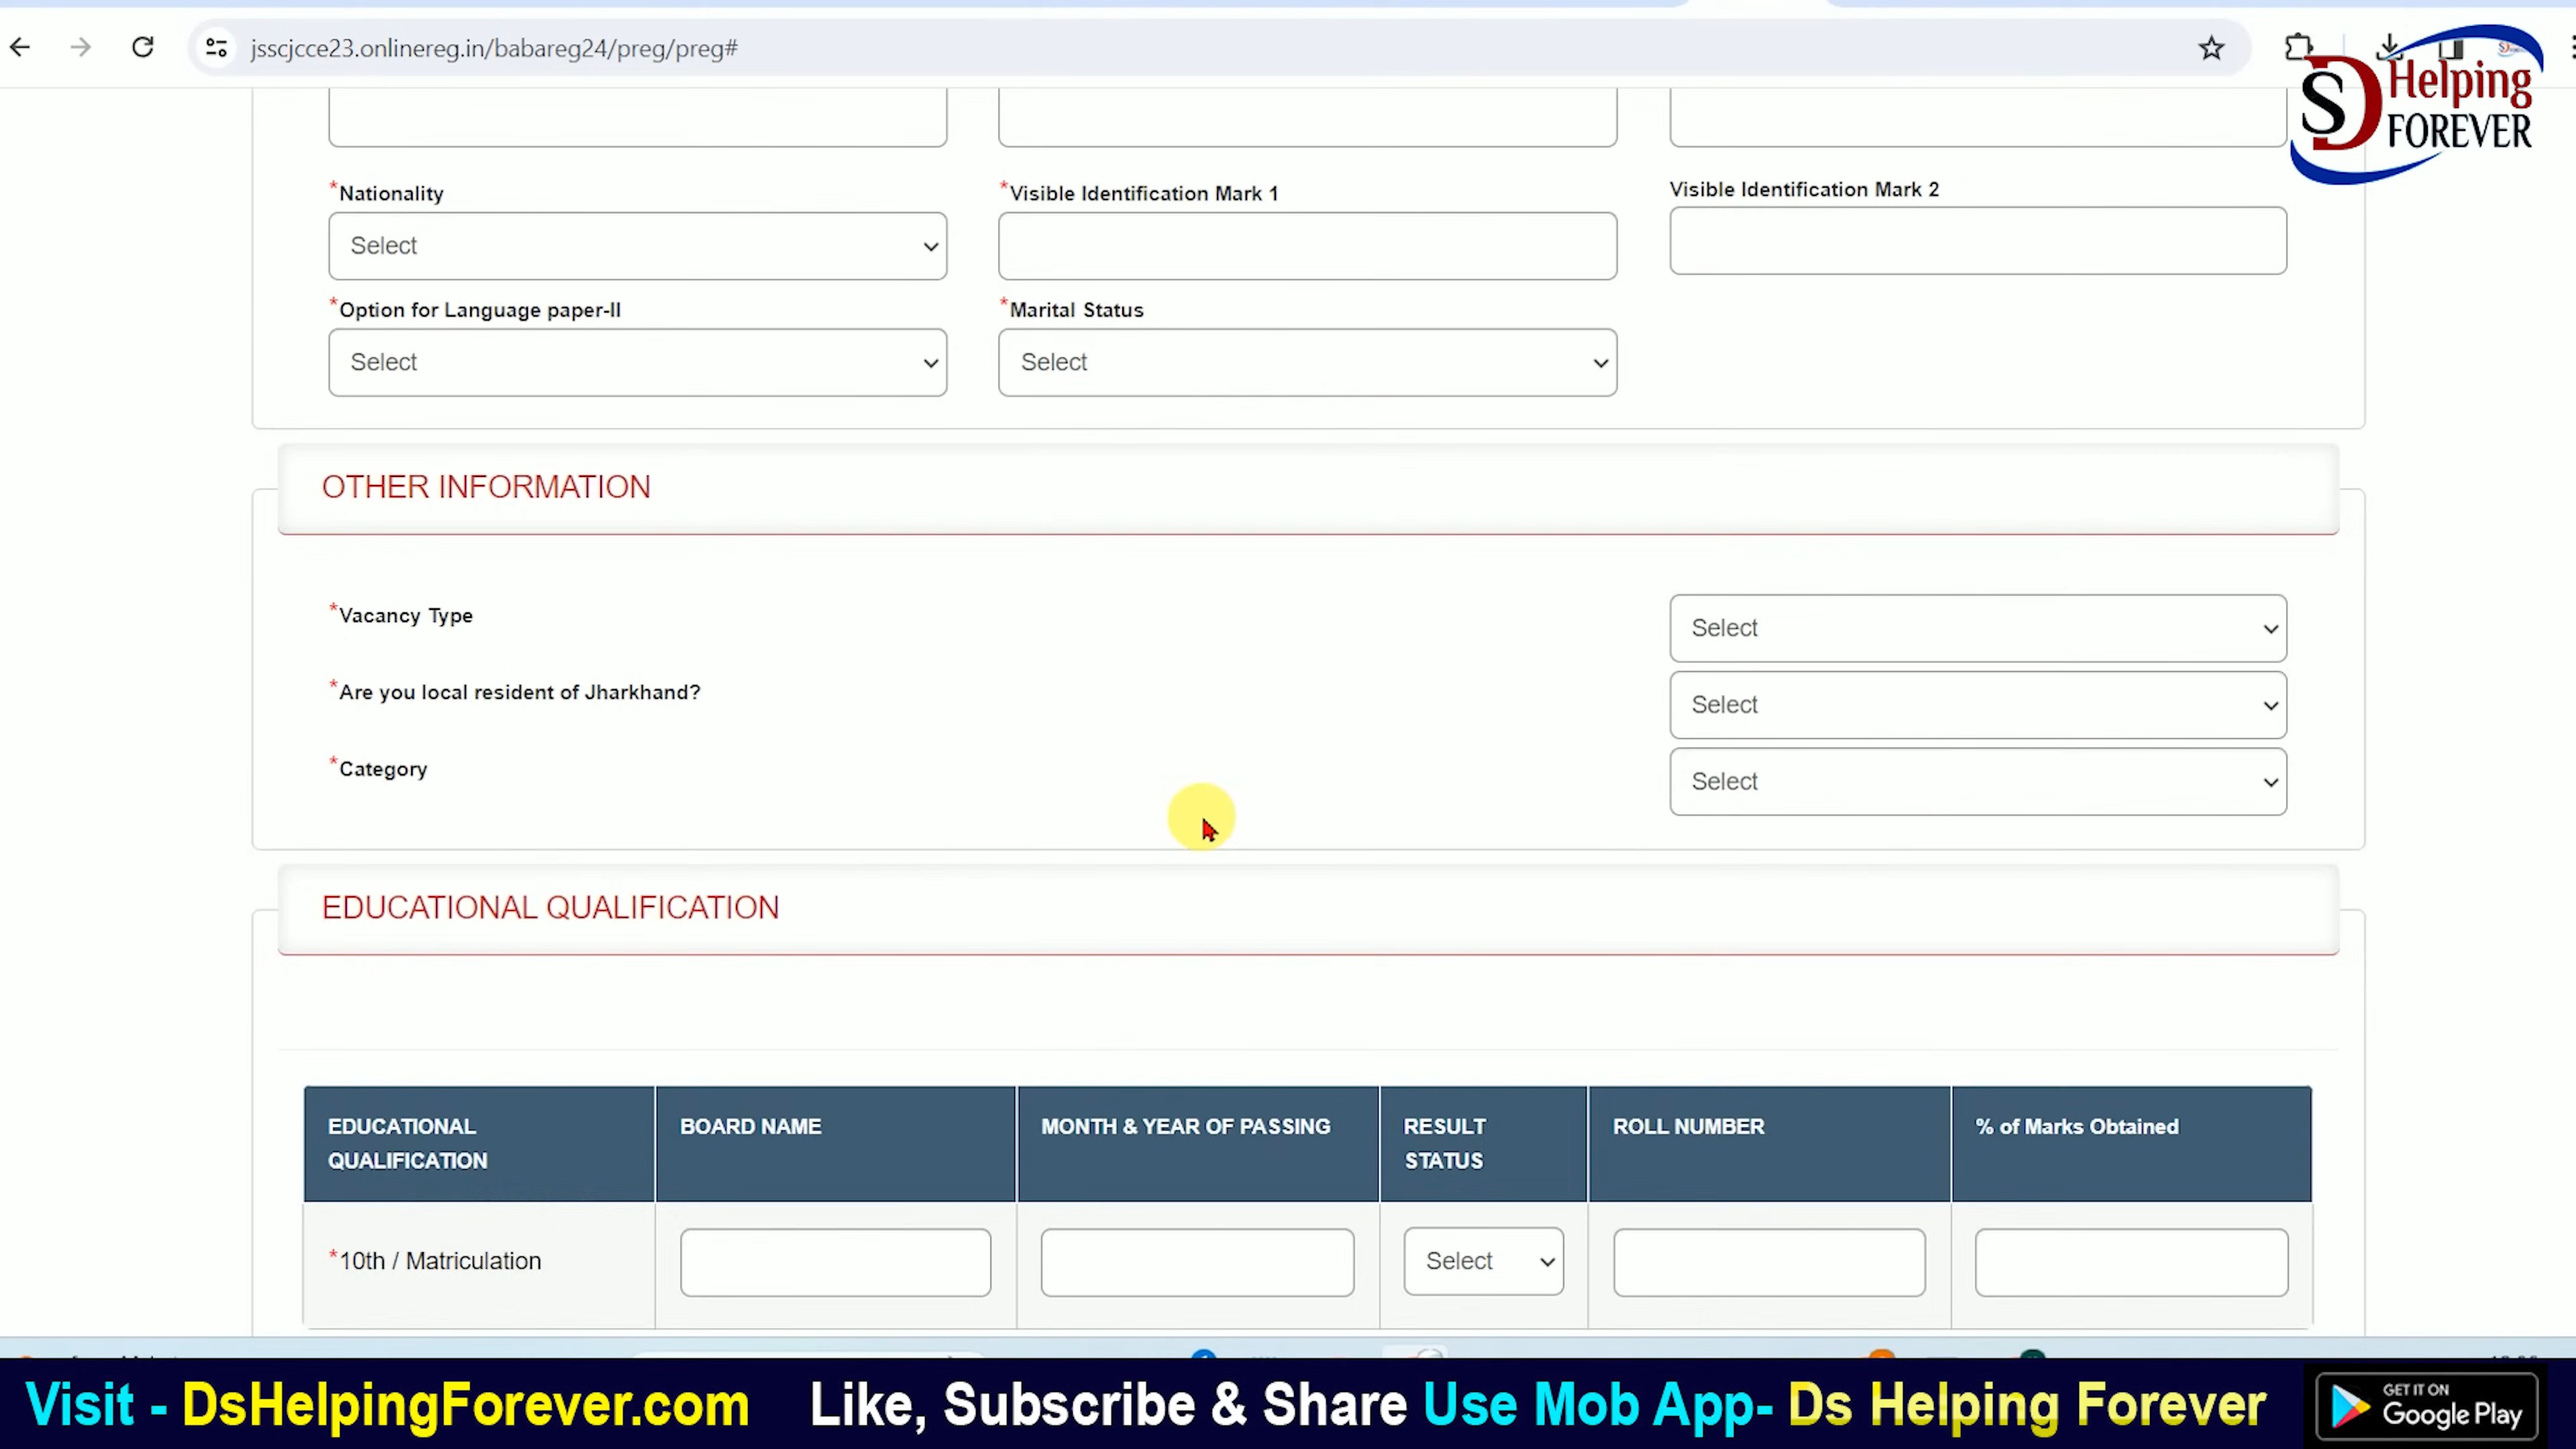 jsscjcce23.onlinereg.in/babareg24/preg/preg#
SD Helping
FOREVER
*Nationality
*Visible Identification Mark 1
Visible Identification Mark 2
Select
*Option for Language paper-II
*Marital Status
Select
Select
OTHER INFORMATION
*Vacancy Type
Select
*Are you local resident of Jharkhand?
Select
*Category
Select
EDUCATIONAL QUALIFICATION
EDUCATIONAL QUALIFICATION
BOARD NAME
MONTH & YEAR OF PASSING
RESULT STATUS
ROLL NUMBER
% of Marks Obtained
*10th / Matriculation
Select
Visit - DsHelpingForever.com
Like, Subscribe & Share Use Mob App- Ds Helping Forever
GET IT ON
Google Play